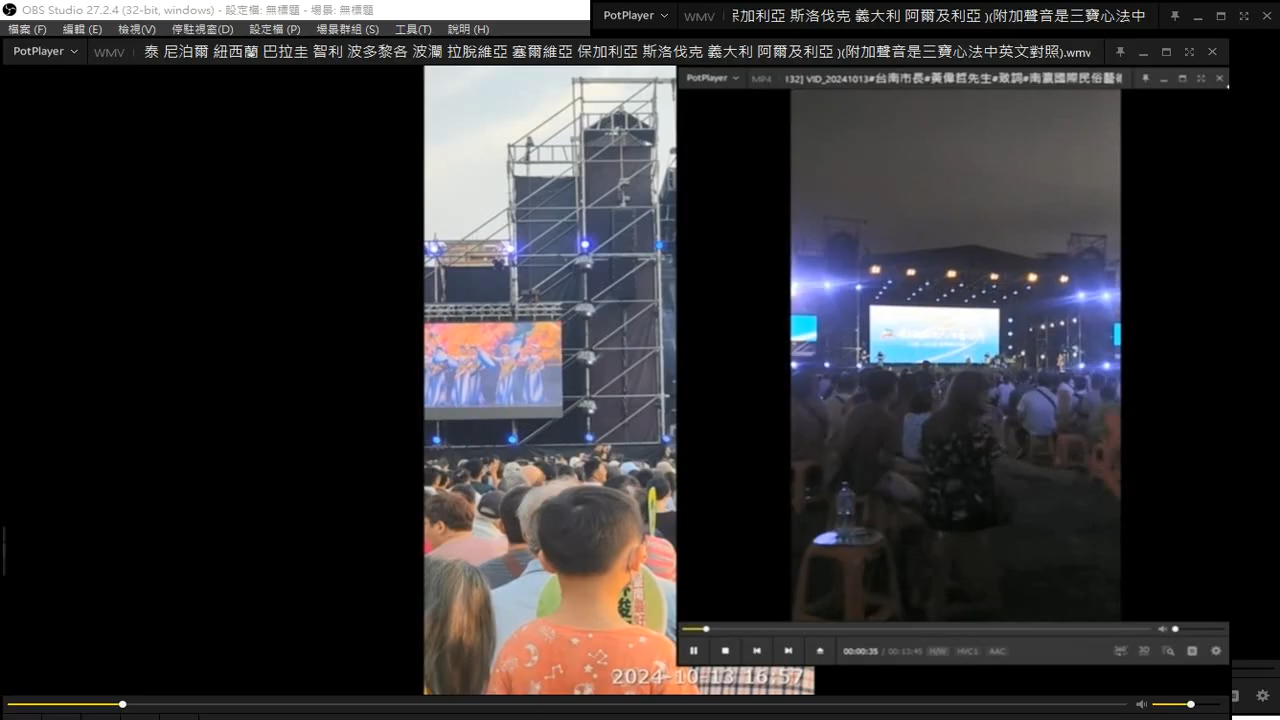 OBS Studio 27.2.4 (32-bit, windows) - 設定檔: 無標題 - 場景: 無標題
檔案 (F) 編輯 (E) 檢視(V) 停駐視窗(D) 設定檔 (P) 場景群組 (S) 工具(T) 說明 (H)
PotPlayer WMV 保加利亞 斯洛伐克 義大利 阿爾及利亞 )(附加聲音是三寶心法中
PotPlayer WMV 泰 尼泊爾 紐西蘭 巴拉圭 智利 波多黎各 波瀾 拉脫維亞 塞爾維亞 保加利亞 斯洛伐克 義大利 阿爾及利亞 )(附加聲音是三寶心法中英文對照).wmv
PotPlayer MP4 132] VID_20241013#台南市長#黃偉哲先生#致詞#南瀛國際民俗藝術
臺南最好
2024-10-13 16:57
00:00:35 / 00:13:45 H/W HVC1 AAC
360° 3D